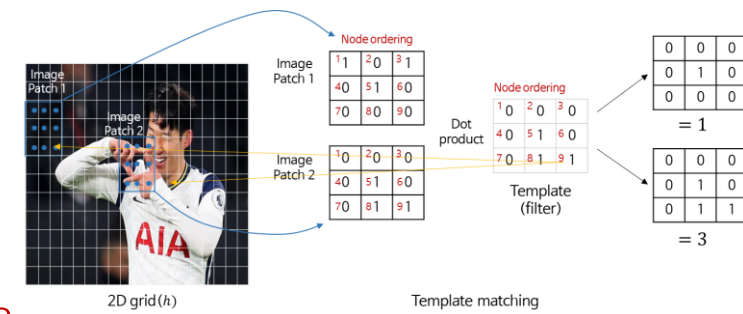 Image
Patch 1
Image
Patch 2
AIA
2D grid(h)
Node ordering
Image
Patch 1
1 1 2 0 3 1
4 0 5 1 6 0
7 0 8 0 9 0
Image
Patch 2
1 0 2 0 3 0
4 0 5 1 6 0
7 0 8 1 9 1
Dot
product
Node ordering
1 0 2 0 3 0
4 0 5 1 6 0
7 0 8 1 9 1
Template
(filter)
Template matching
0 0 0
0 1 0
0 0 0
= 1
0 0 0
0 1 0
0 1 1
= 3